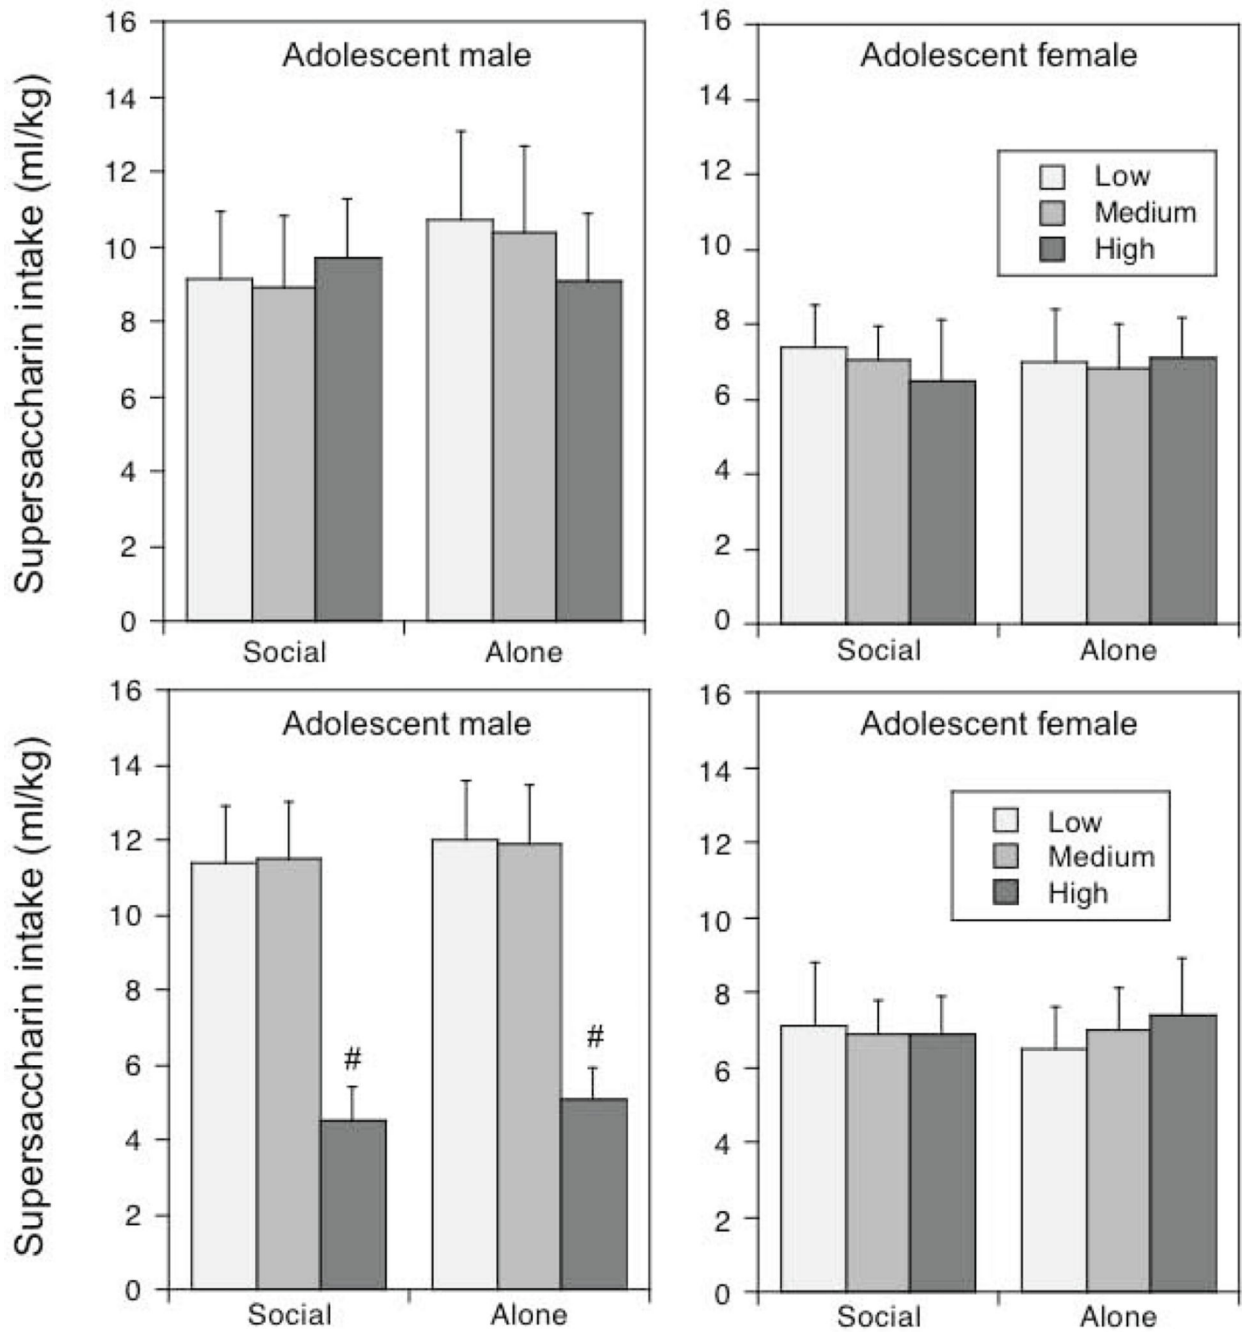 Supersaccharin intake (ml/kg)
16
14
12
10
8
6
4
2
0
Adolescent male
Social
Alone
16
14
12
10
8
6
4
2
0
Adolescent female
Low
Medium
High
Social
Alone
Supersaccharin intake (ml/kg)
16
14
12
10
8
6
4
2
0
Adolescent male
#
#
Social
Alone
16
14
12
10
8
6
4
2
0
Adolescent female
Low
Medium
High
Social
Alone